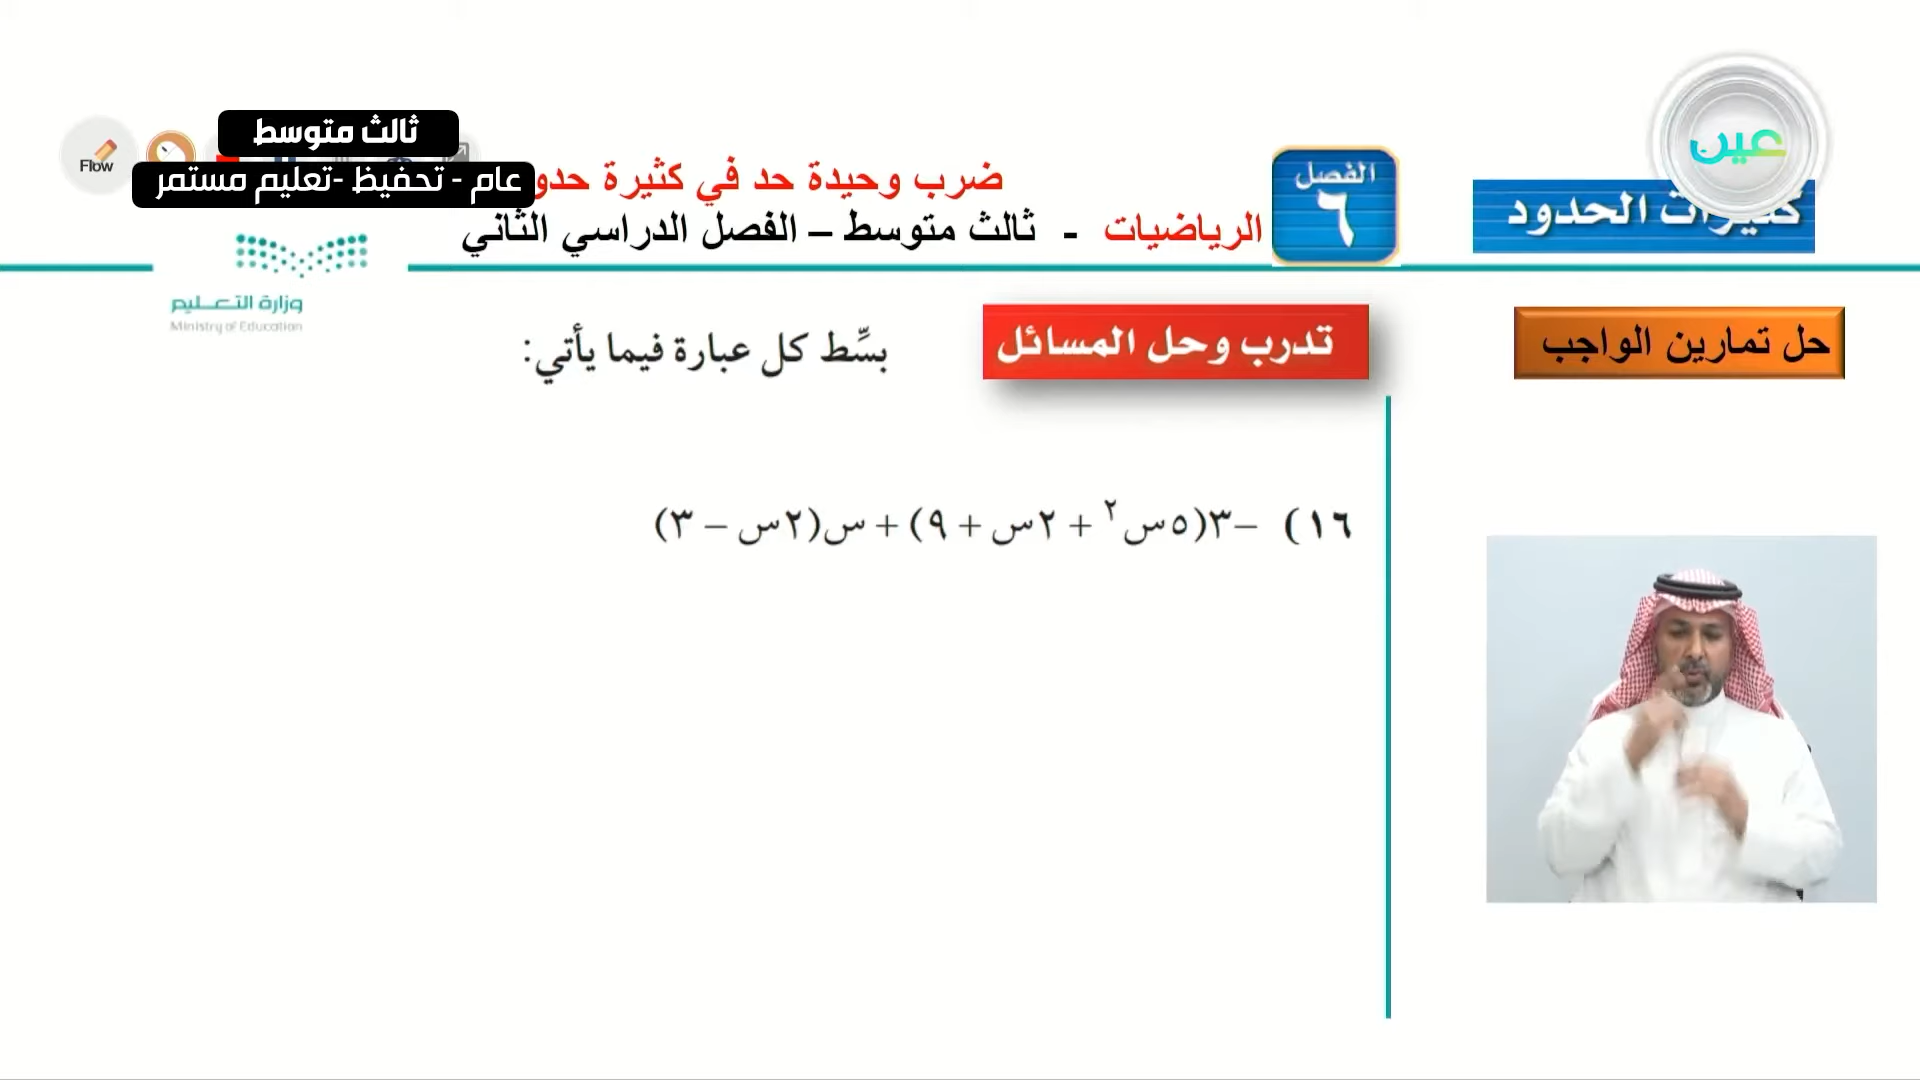 عين
كثيرات الحدود
الفصل
٦
ضرب وحيدة حد في كثيرة حدو
الرياضيات - ثالث متوسط – الفصل الدراسي الثاني
ثالث متوسط
عام - تحفيظ -تعليم مستمر
Flow
وزارة التعليم
Ministry of Education
حل تمارين الواجب
تدرب وحل المسائل
بسِّط كل عبارة فيما يأتي:
١٦) –٣(٥س٢ + ٢س + ٩) + س(٢س – ٣)